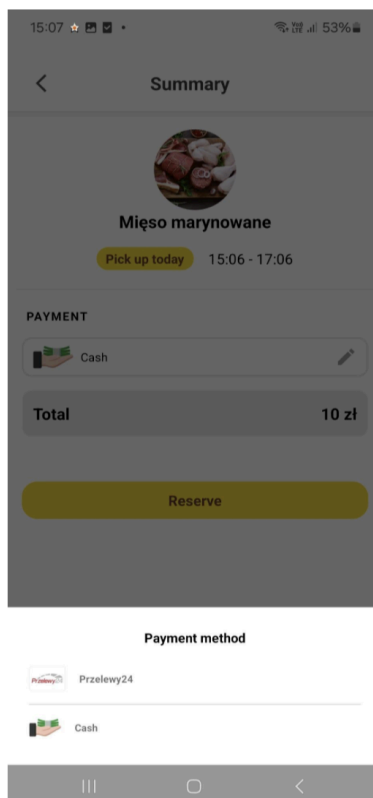 15:07 53%
Summary
Mięso marynowane
Pick up today 15:06 - 17:06
PAYMENT
Cash
Total 10 zł
Reserve
Payment method
Przelewy24 Przelewy24
Cash